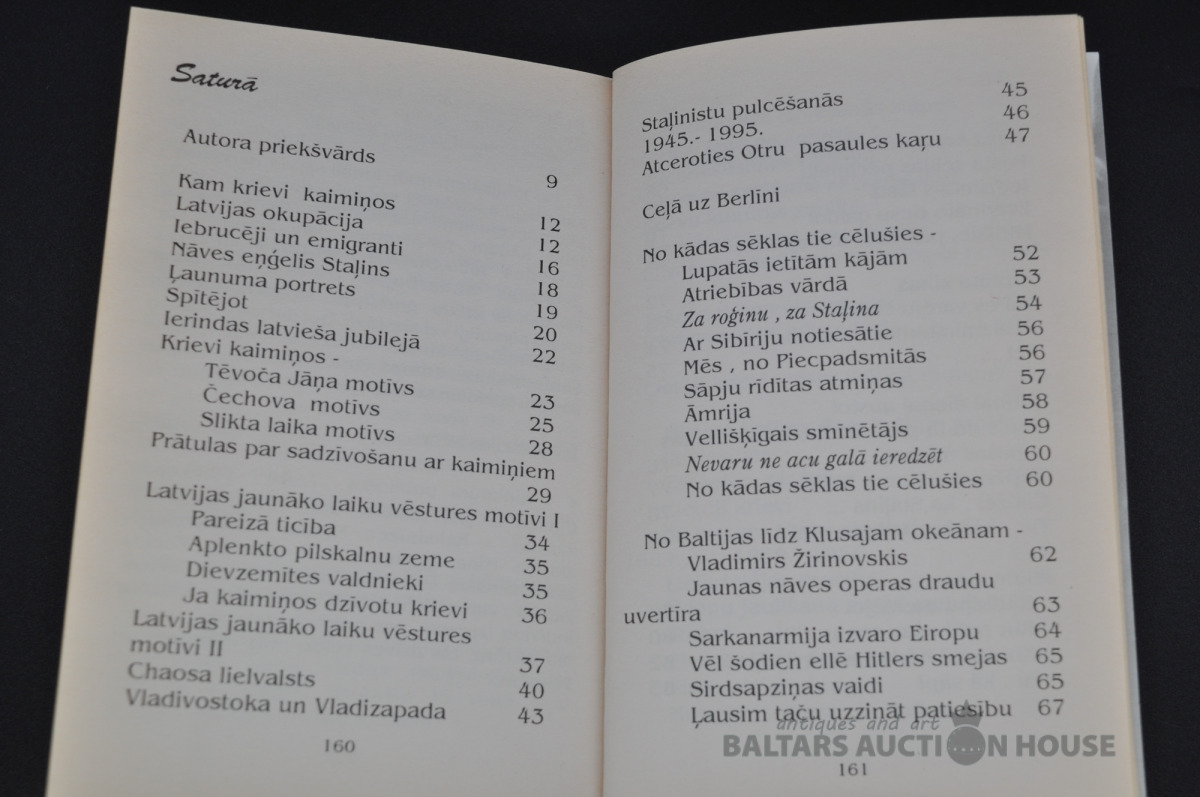 Saturā
Autora priekšvārds 9
Kam krievi kaimiņos 12
Latvijas okupācija 12
Iebrucēji un emigranti 16
Nāves eņģelis Staļins 18
Ļaunuma portrets 19
Spītējot 20
Ierindas latvieša jubilejā 22
Krievi kaimiņos -
Tēvoča Jāņa motīvs 23
Čechova motīvs 25
Slikta laika motīvs 28
Prātulas par sadzīvošanu ar kaimiņiem
29
Latvijas jaunāko laiku vēstures motīvi I
Pareizā ticība 34
Aplenkto pilskalnu zeme 35
Dievzemītes valdnieki 35
Ja kaimiņos dzīvotu krievi 36
Latvijas jaunāko laiku vēstures
motīvi II 37
Chaosa lielvalsts 40
Vladivostoka un Vladizapada 43
160
Staļinistu pulcēšanās 45
1945.- 1995. 46
Atceroties Otru pasaules kaŗu 47
Ceļā uz Berlīni
No kādas sēklas tie cēlušies -
Lupatās ietītām kājām 52
Atriebības vārdā 53
Za roģinu , za Staļina 54
Ar Sibīriju notiesātie 56
Mēs , no Piecpadsmitās 56
Sāpju rīdītas atmiņas 57
Āmrija 58
Vellišķīgais smīnētājs 59
Nevaru ne acu galā ieredzēt 60
No kādas sēklas tie cēlušies 60
No Baltijas līdz Klusajam okeānam -
Vladimirs Žirinovskis 62
Jaunas nāves operas draudu
uvertīra 63
Sarkanarmija izvaro Eiropu 64
Vēl šodien ellē Hitlers smejas 65
Sirdsapziņas vaidi 65
Ļausim taču uzzināt patiesību 67
antiques and art
BALTARS AUCTION HOUSE
161